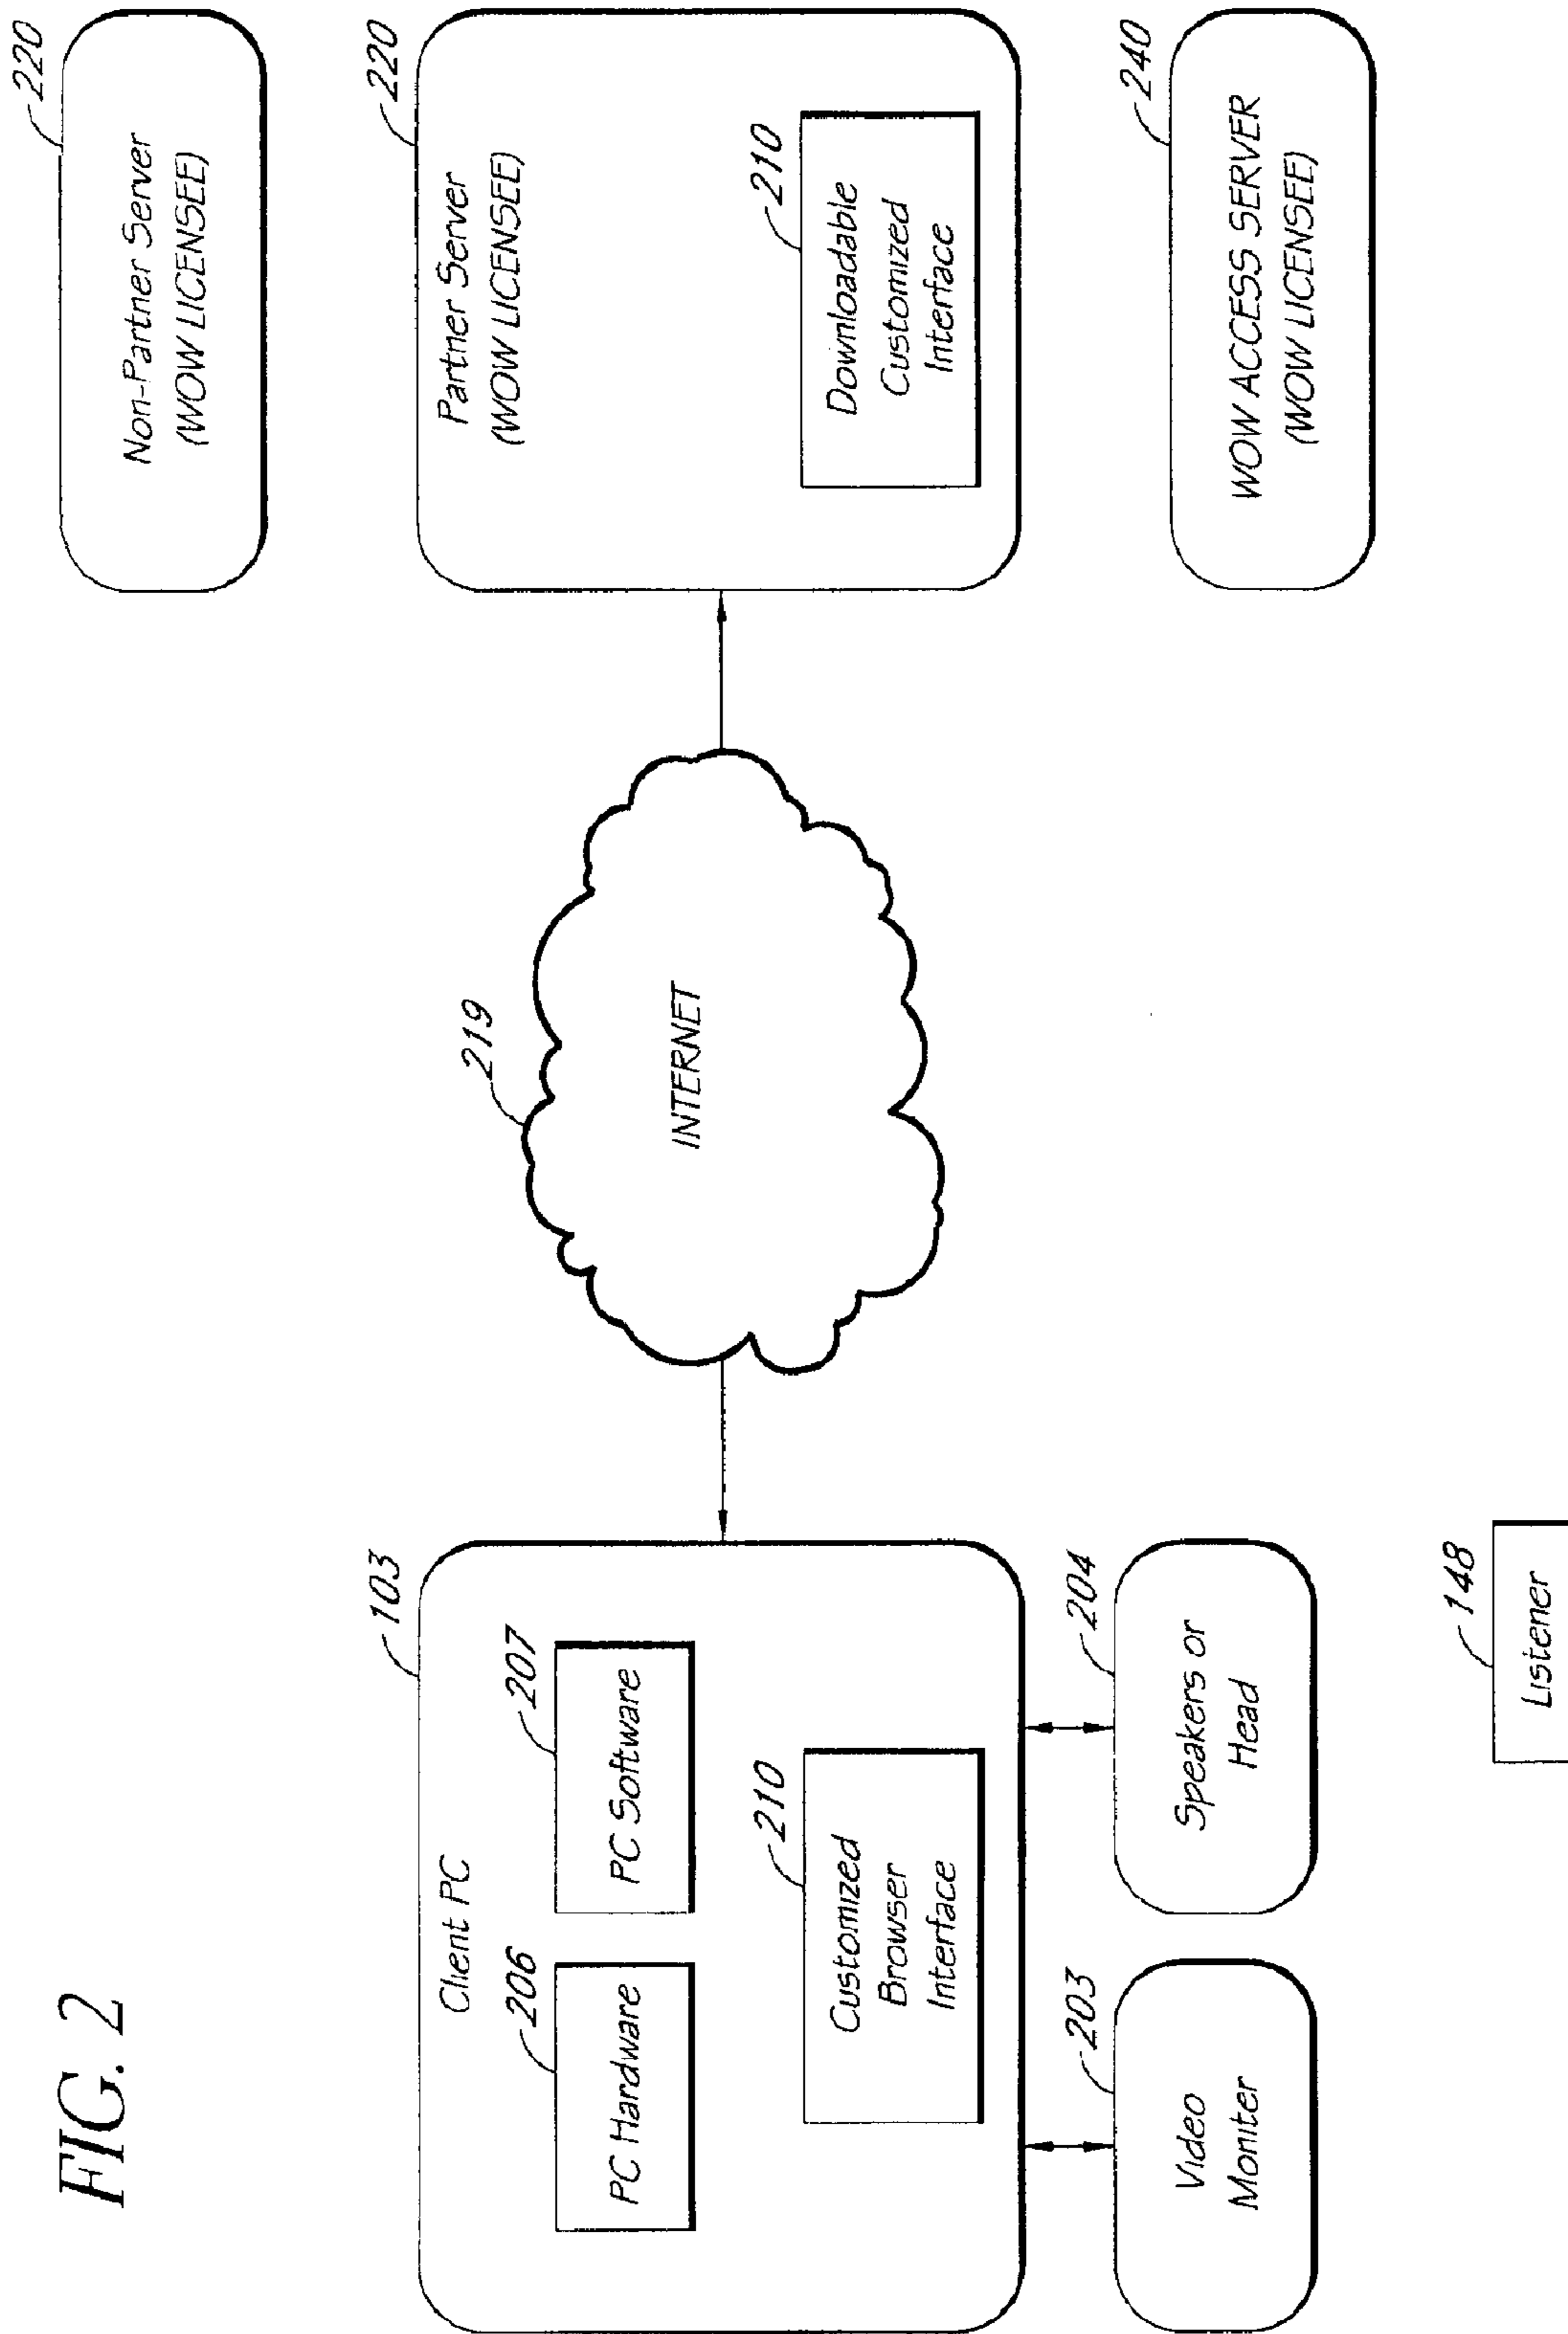 FIG. 2
103
Client PC
206
PC Hardware
207
PC Software
210
Customized
Browser
Interface
203
Video
Moniter
204
Speakers or
Head
148
Listener
219
INTERNET
220
Non-Partner Server
(WOW LICENSEE)
220
Partner Server
(WOW LICENSEE)
210
Downloadable
Customized
Interface
240
WOW ACCESS SERVER
(WOW LICENSEE)